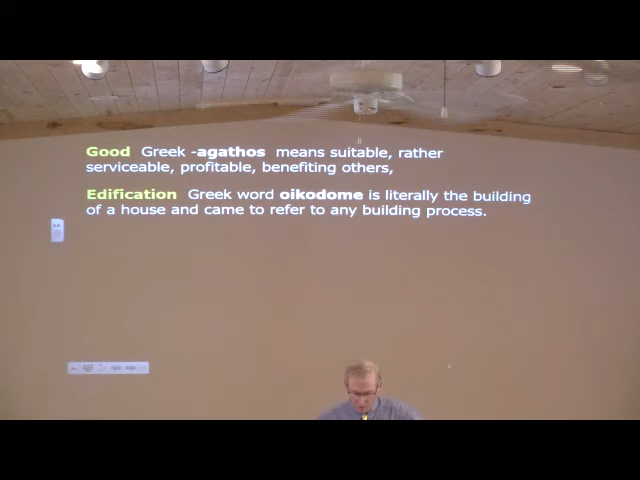 Good Greek -agathos means suitable, rather
serviceable, profitable, benefiting others,
Edification Greek word oikodome is literally the building
of a house and came to refer to any building process.